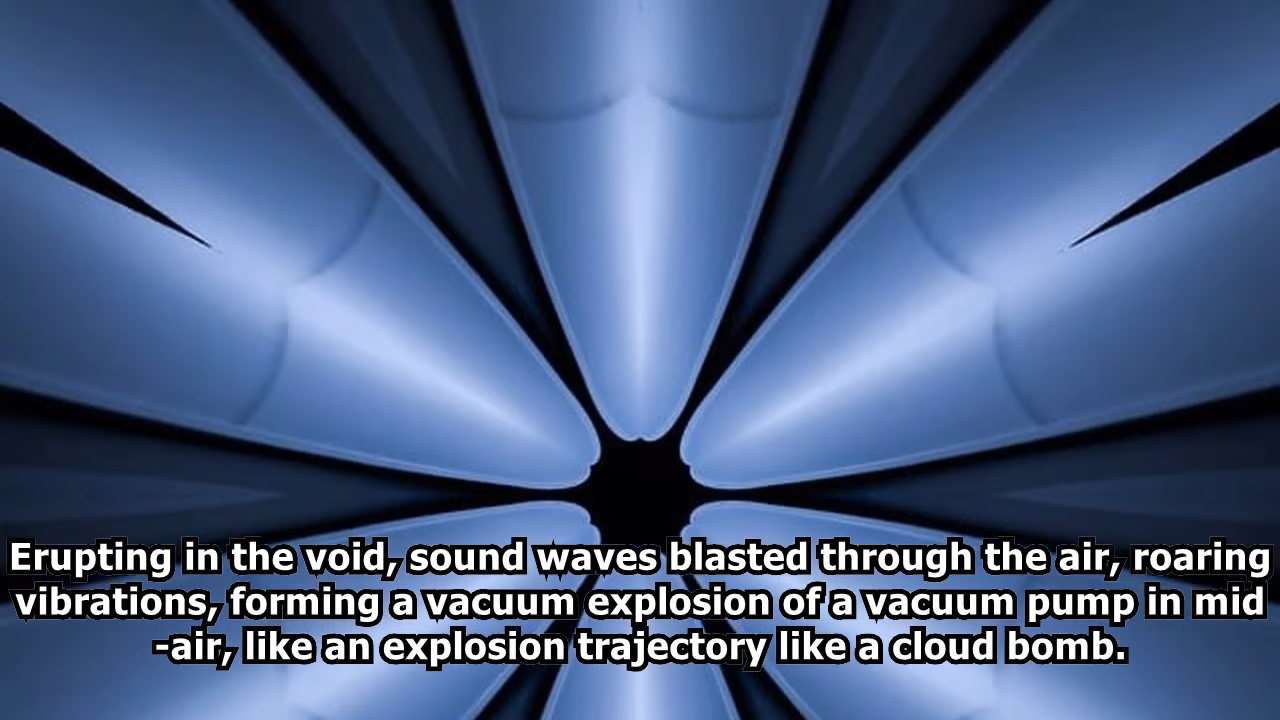 Erupting in the void, sound waves blasted through the air, roaring
vibrations, forming a vacuum explosion of a vacuum pump in mid
-air, like an explosion trajectory like a cloud bomb.